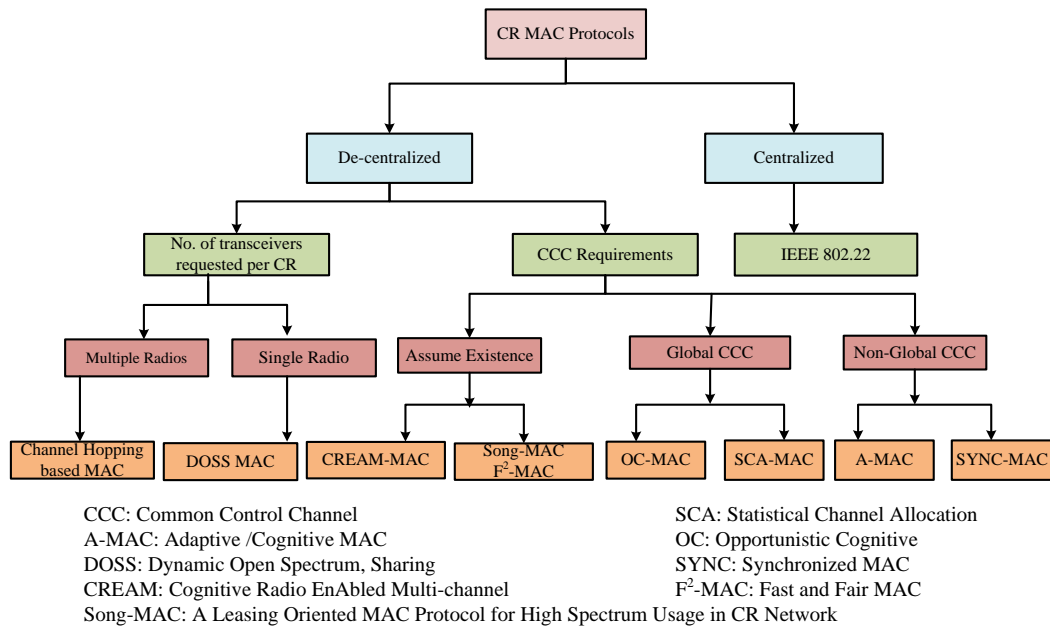 CR MAC Protocols
De-centralized
Centralized
No. of transceivers
requested per CR
CCC Requirements
IEEE 802.22
Multiple Radios
Single Radio
Assume Existence
Global CCC
Non-Global CCC
Channel Hopping
based MAC
DOSS MAC
CREAM-MAC
Song-MAC
F²-MAC
OC-MAC
SCA-MAC
A-MAC
SYNC-MAC
CCC: Common Control Channel
A-MAC: Adaptive /Cognitive MAC
DOSS: Dynamic Open Spectrum, Sharing
CREAM: Cognitive Radio EnAbled Multi-channel
Song-MAC: A Leasing Oriented MAC Protocol for High Spectrum Usage in CR Network
SCA: Statistical Channel Allocation
OC: Opportunistic Cognitive
SYNC: Synchronized MAC
F²-MAC: Fast and Fair MAC